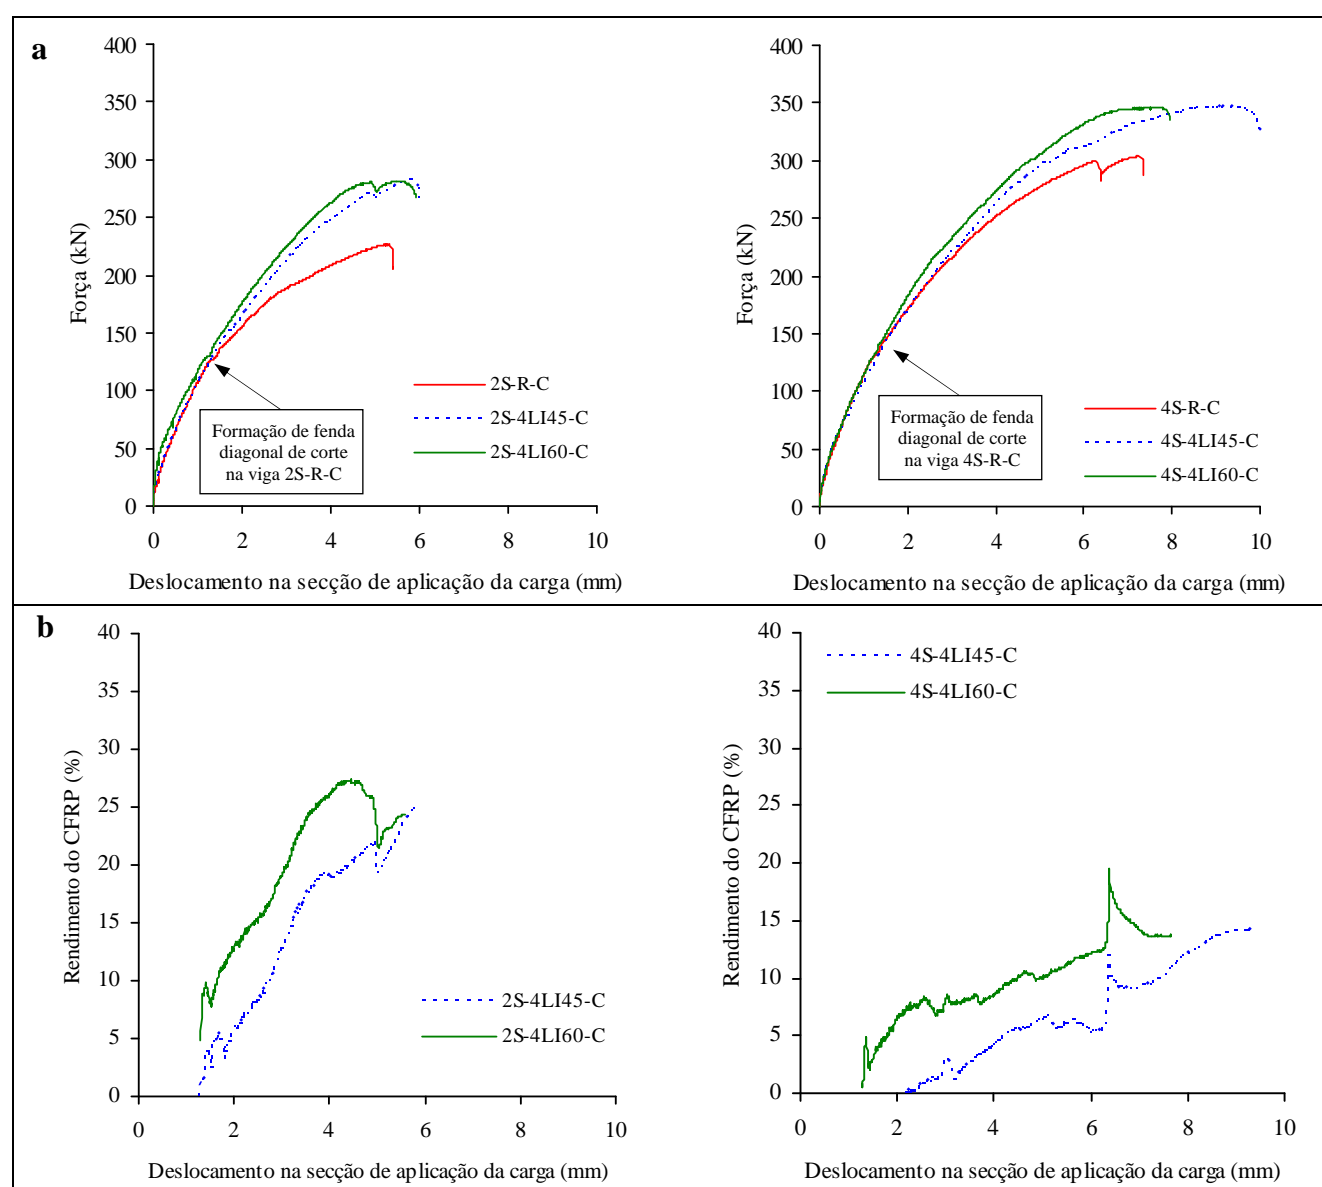 a
400
350
300
250
200
150
100
50
0
Força (kN)
0 2 4 6 8 10
Deslocamento na secção de aplicação da carga (mm)
Formação de fenda
diagonal de corte
na viga 2S-R-C
2S-R-C
2S-4LI45-C
2S-4LI60-C
400
350
300
250
200
150
100
50
0
Força (kN)
0 2 4 6 8 10
Deslocamento na secção de aplicação da carga (mm)
Formação de fenda
diagonal de corte
na viga 4S-R-C
4S-R-C
4S-4LI45-C
4S-4LI60-C
b
40
35
30
25
20
15
10
5
0
Rendimento do CFRP (%)
0 2 4 6 8 10
Deslocamento na secção de aplicação da carga (mm)
2S-4LI45-C
2S-4LI60-C
40
35
30
25
20
15
10
5
0
Rendimento do CFRP (%)
0 2 4 6 8 10
Deslocamento na secção de aplicação da carga (mm)
4S-4LI45-C
4S-4LI60-C